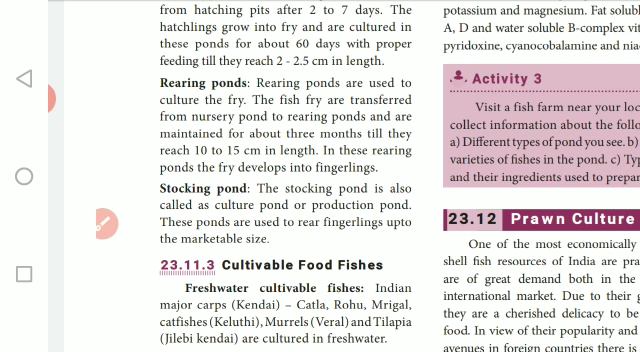 from hatching pits after 2 to 7 days. The
hatchlings grow into fry and are cultured in
these ponds for about 60 days with proper
feeding till they reach 2 - 2.5 cm in length.
Rearing ponds: Rearing ponds are used to
culture the fry. The fish fry are transferred
from nursery pond to rearing ponds and are
maintained for about three months till they
reach 10 to 15 cm in length. In these rearing
ponds the fry develops into fingerlings.
Stocking pond: The stocking pond is also
called as culture pond or production pond.
These ponds are used to rear fingerlings upto
the marketable size.
23.11.3 Cultivable Food Fishes
Freshwater cultivable fishes: Indian
major carps (Kendai) – Catla, Rohu, Mrigal,
catfishes (Keluthi), Murrels (Veral) and Tilapia
(Jilebi kendai) are cultured in freshwater.
potassium and magnesium. Fat solubl
A, D and water soluble B-complex vit
pyridoxine, cyanocobalamine and nia
Activity 3
Visit a fish farm near your loc
collect information about the follo
a) Different types of pond you see. b)
varieties of fishes in the pond. c) Typ
and their ingredients used to prepar
23.12 Prawn Culture
One of the most economically
shell fish resources of India are pra
are of great demand both in the
international market. Due to their g
they are a cherished delicacy to be
food. In view of their popularity and
avenues in foreign countries there is